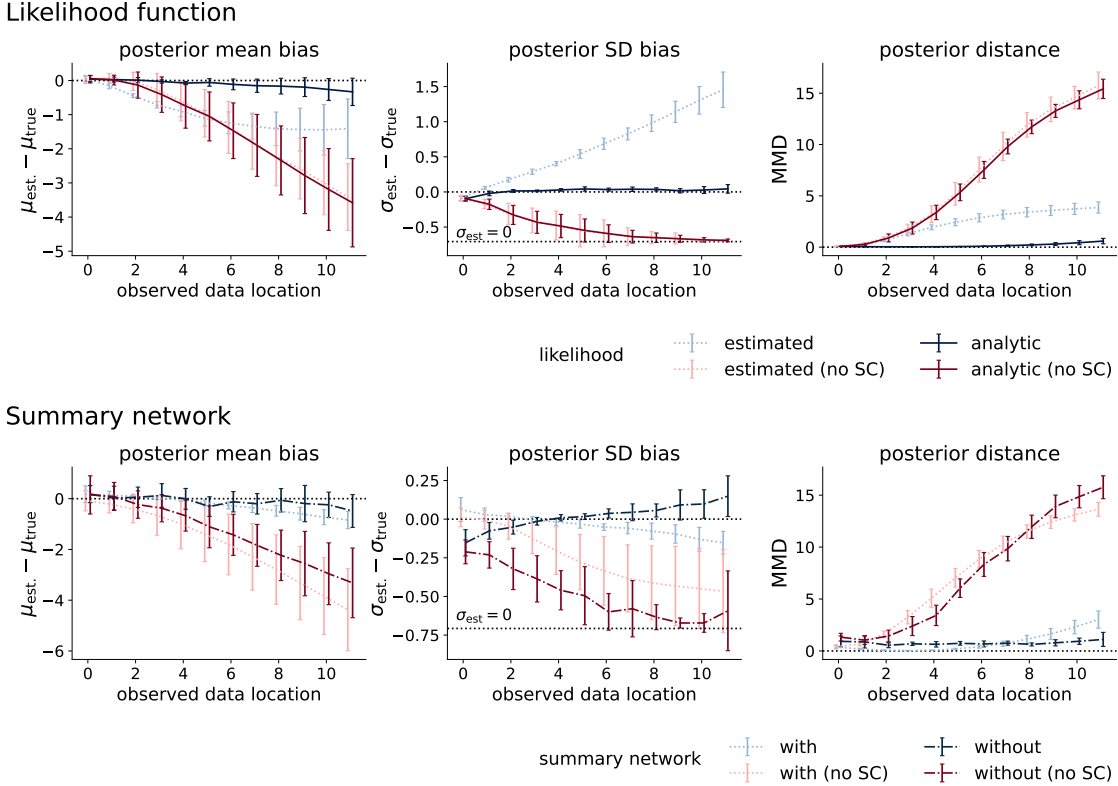 Likelihood function
posterior mean bias
posterior SD bias
posterior distance
0
−1
−2
−3
−4
−5
μest. − μtrue
0 2 4 6 8 10
observed data location
1.5
1.0
0.5
0.0
−0.5
σest. − σtrue
σest = 0
0 2 4 6 8 10
observed data location
15
10
5
0
MMD
0 2 4 6 8 10
observed data location
likelihood
estimated
estimated (no SC)
analytic
analytic (no SC)
Summary network
posterior mean bias
posterior SD bias
posterior distance
0
−2
−4
−6
μest. − μtrue
0 2 4 6 8 10
observed data location
0.25
0.00
−0.25
−0.50
−0.75
σest. − σtrue
σest = 0
0 2 4 6 8 10
observed data location
15
10
5
0
MMD
0 2 4 6 8 10
observed data location
summary network
with
with (no SC)
without
without (no SC)